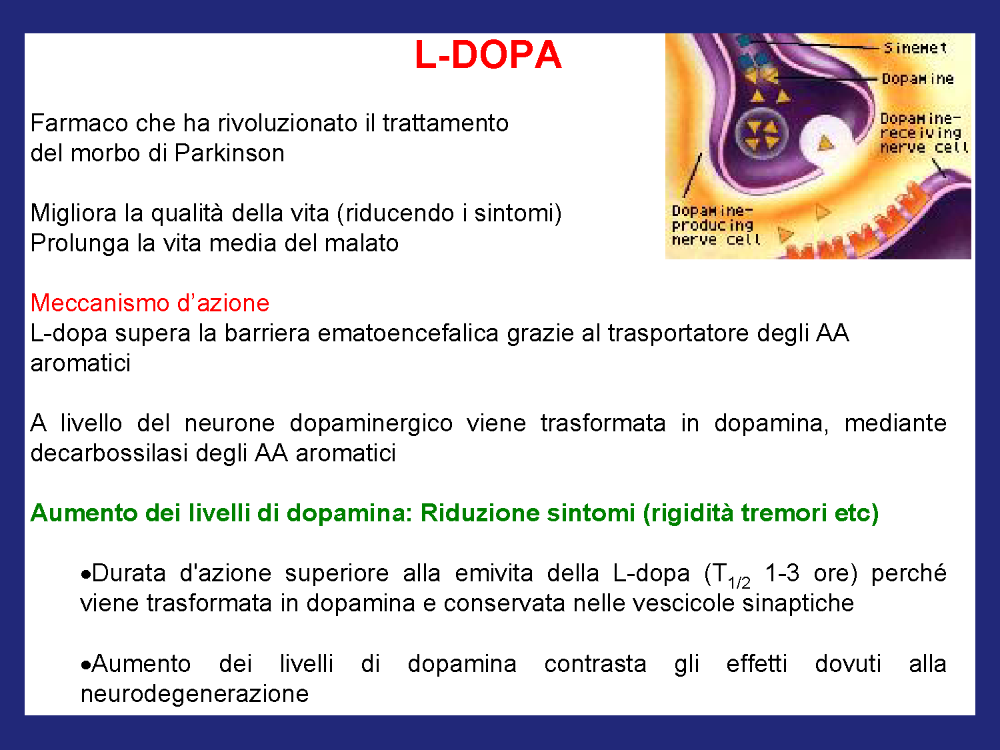 L-DOPA
Sinemet
Dopamine
Dopamine-
receiving
nerve cell
Dopamine-
producing
nerve cell
Farmaco che ha rivoluzionato il trattamento
del morbo di Parkinson
Migliora la qualità della vita (riducendo i sintomi)
Prolunga la vita media del malato
Meccanismo d’azione
L-dopa supera la barriera ematoencefalica grazie al trasportatore degli AA
aromatici
A livello del neurone dopaminergico viene trasformata in dopamina, mediante
decarbossilasi degli AA aromatici
Aumento dei livelli di dopamina: Riduzione sintomi (rigidità tremori etc)
•Durata d'azione superiore alla emivita della L-dopa (T1/2 1-3 ore) perché
viene trasformata in dopamina e conservata nelle vescicole sinaptiche
•Aumento dei livelli di dopamina contrasta gli effetti dovuti alla
neurodegenerazione